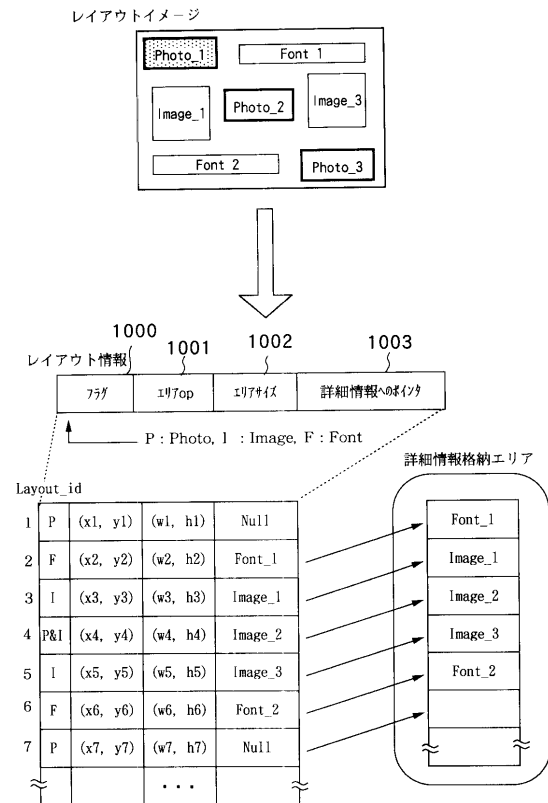 レイアウトイメージ
Photo_1
Font 1
Image_1
Photo_2
Image_3
Font 2
Photo_3
1000
1001
1002
1003
レイアウト情報
フラグ エリアop エリアサイズ 詳細情報へのポインタ
P : Photo, I : Image, F : Font
詳細情報格納エリア
Layout_id
1 P (x1, y1) (w1, h1) Null
2 F (x2, y2) (w2, h2) Font_1
3 I (x3, y3) (w3, h3) Image_1
4 P&I (x4, y4) (w4, h4) Image_2
5 I (x5, y5) (w5, h5) Image_3
6 F (x6, y6) (w6, h6) Font_2
7 P (x7, y7) (w7, h7) Null
...
Font_1
Image_1
Image_2
Image_3
Font_2